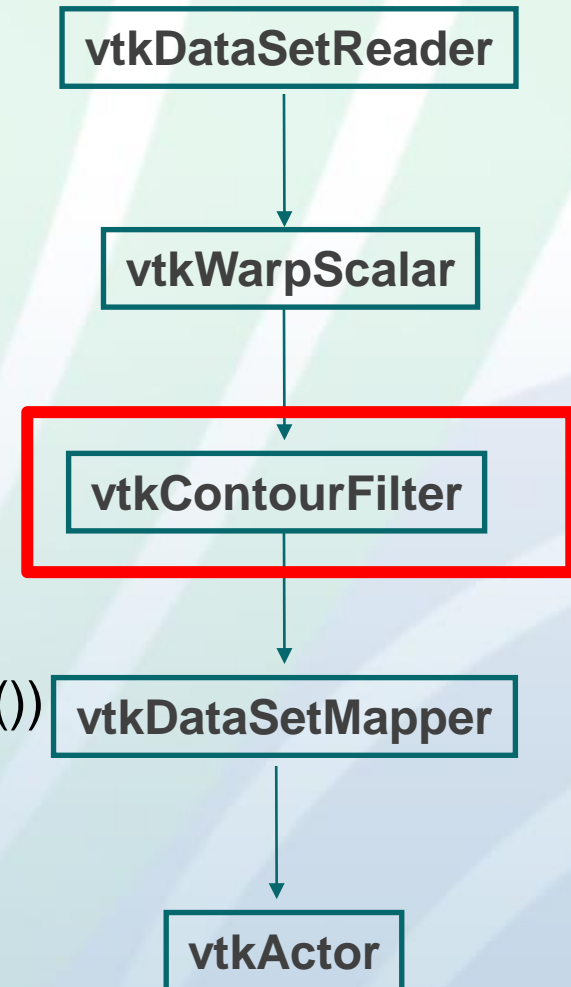 vtkDataSetReader
vtkWarpScalar
vtkContourFilter
()) vtkDataSetMapper
vtkActor